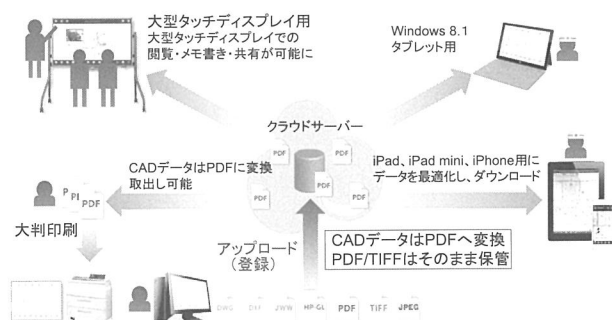 大型タッチディスプレイ用
大型タッチディスプレイでの
閲覧・メモ書き・共有が可能に
Windows 8.1
タブレット用
クラウドサーバー
PDF
PDF
PDF
PDF
PDF
CADデータはPDFに変換
取出し可能
iPad、iPad mini、iPhone用に
データを最適化し、ダウンロード
P
PI
PDF
大判印刷
アップロード
(登録)
CADデータはPDFへ変換
PDF/TIFFはそのまま保管
DWG DXF JWW HP-GL PDF TIFF JPEG